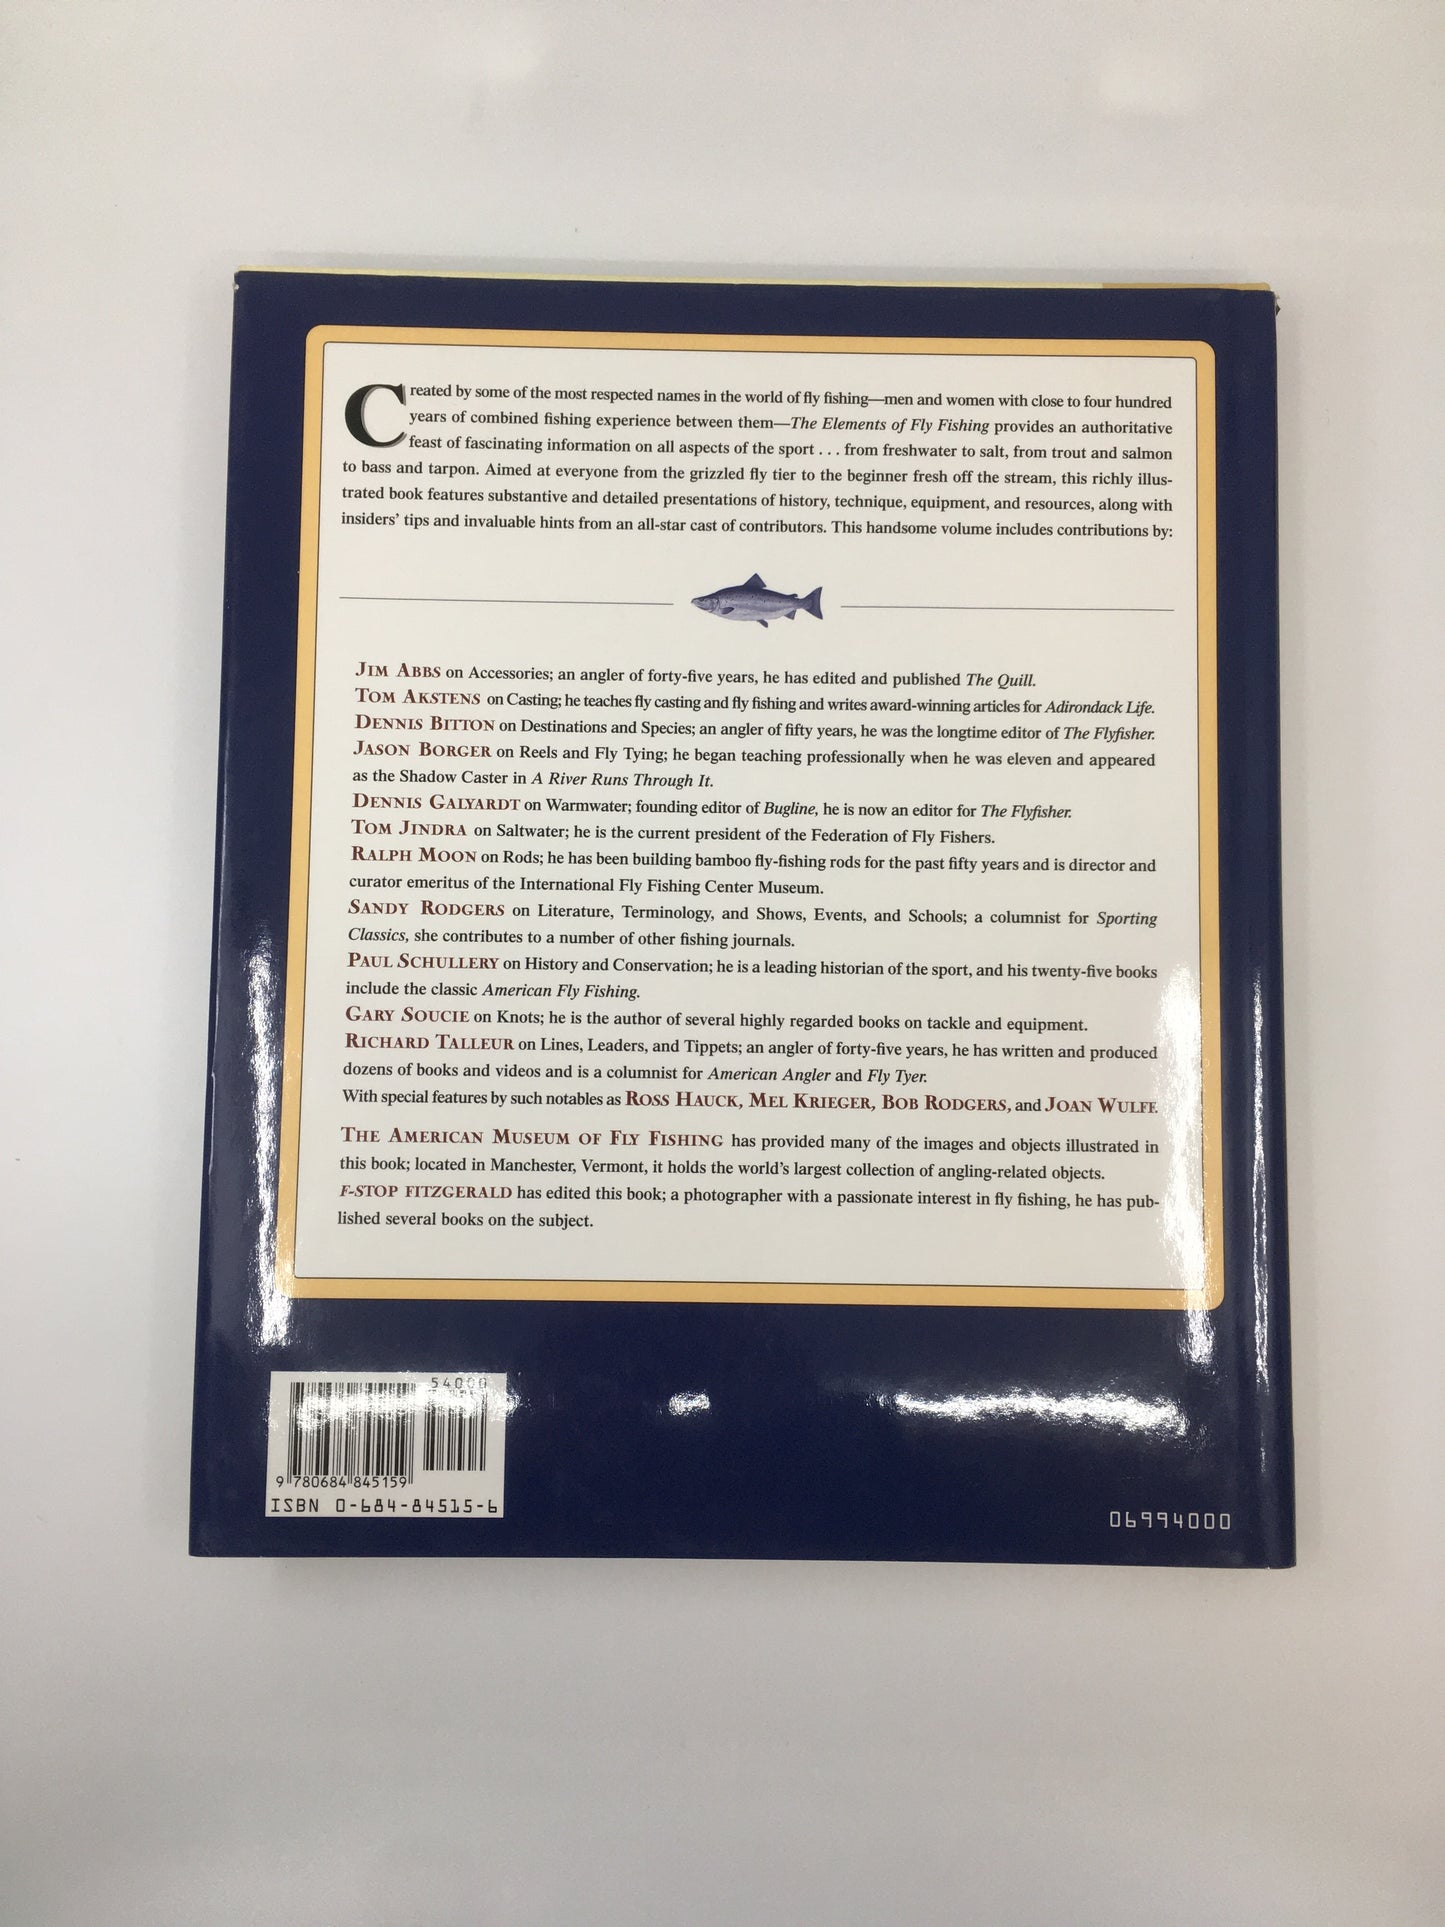 Created by some of the most respected names in the world of fly fishing—men and women with close to four hundred
years of combined fishing experience between them—The Elements of Fly Fishing provides an authoritative
feast of fascinating information on all aspects of the sport . . . from freshwater to salt, from trout and salmon
to bass and tarpon. Aimed at everyone from the grizzled fly tier to the beginner fresh off the stream, this richly illus-
trated book features substantive and detailed presentations of history, technique, equipment, and resources, along with
insiders' tips and invaluable hints from an all-star cast of contributors. This handsome volume includes contributions by:
JIM ABBS on Accessories; an angler of forty-five years, he has edited and published The Quill.
TOM AKSTENS on Casting; he teaches fly casting and fly fishing and writes award-winning articles for Adirondack Life.
DENNIS BITTON on Destinations and Species; an angler of fifty years, he was the longtime editor of The Flyfisher.
JASON BORGER on Reels and Fly Tying; he began teaching professionally when he was eleven and appeared
as the Shadow Caster in A River Runs Through It.
DENNIS GALYARDT on Warmwater; founding editor of Bugline, he is now an editor for The Flyfisher.
TOM JINDRA on Saltwater; he is the current president of the Federation of Fly Fishers.
RALPH MOON on Rods; he has been building bamboo fly-fishing rods for the past fifty years and is director and
curator emeritus of the International Fly Fishing Center Museum.
SANDY RODGERS on Literature, Terminology, and Shows, Events, and Schools; a columnist for Sporting
Classics, she contributes to a number of other fishing journals.
PAUL SCHULLERY on History and Conservation; he is a leading historian of the sport, and his twenty-five books
include the classic American Fly Fishing.
GARY SOUCIE on Knots; he is the author of several highly regarded books on tackle and equipment.
RICHARD TALLEUR on Lines, Leaders, and Tippets; an angler of forty-five years, he has written and produced
dozens of books and videos and is a columnist for American Angler and Fly Tyer.
With special features by such notables as ROSS HAUCK, MEL KRIEGER, BOB RODGERS, and JOAN WULFF.
THE AMERICAN MUSEUM OF FLY FISHING has provided many of the images and objects illustrated in
this book; located in Manchester, Vermont, it holds the world's largest collection of angling-related objects.
F-STOP FITZGERALD has edited this book; a photographer with a passionate interest in fly fishing, he has pub-
lished several books on the subject.
54000
9 780684 845159
ISBN 0-684-84515-6
06994000